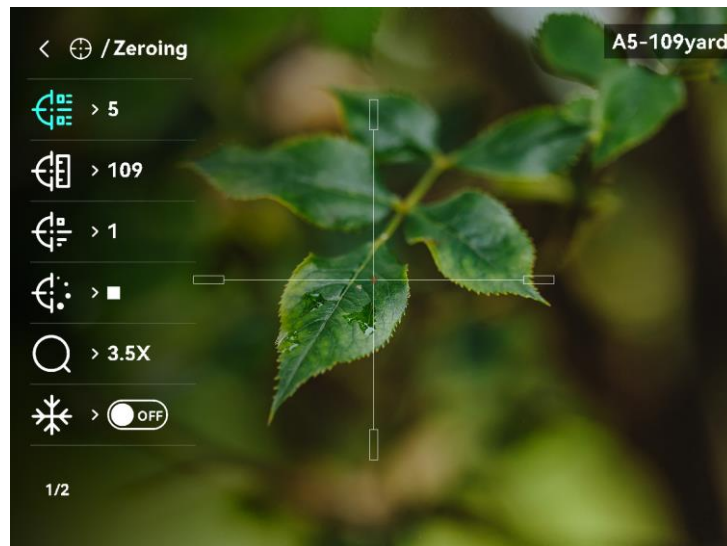 /Zeroing
A5-109yard
> 5
> 109
> 1
>
> 3.5X
> OFF
1/2